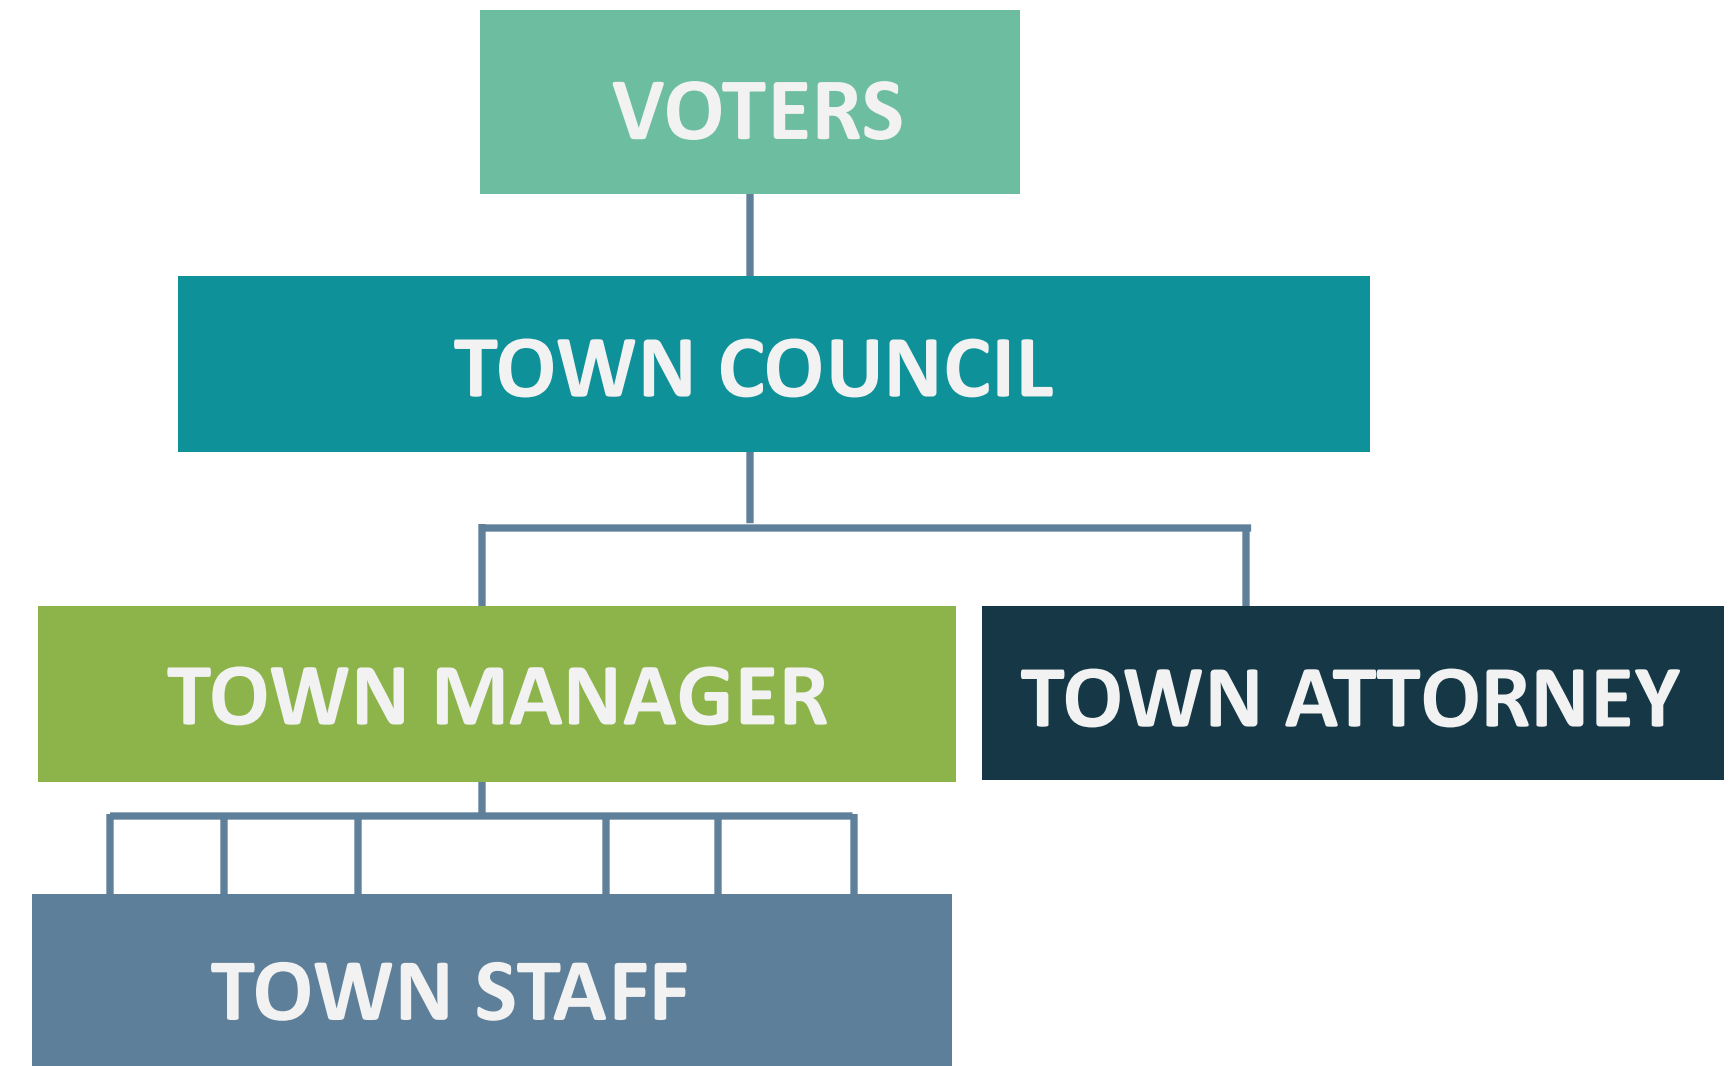 VOTERS
TOWN COUNCIL
TOWN MANAGER
TOWN ATTORNEY
TOWN STAFF